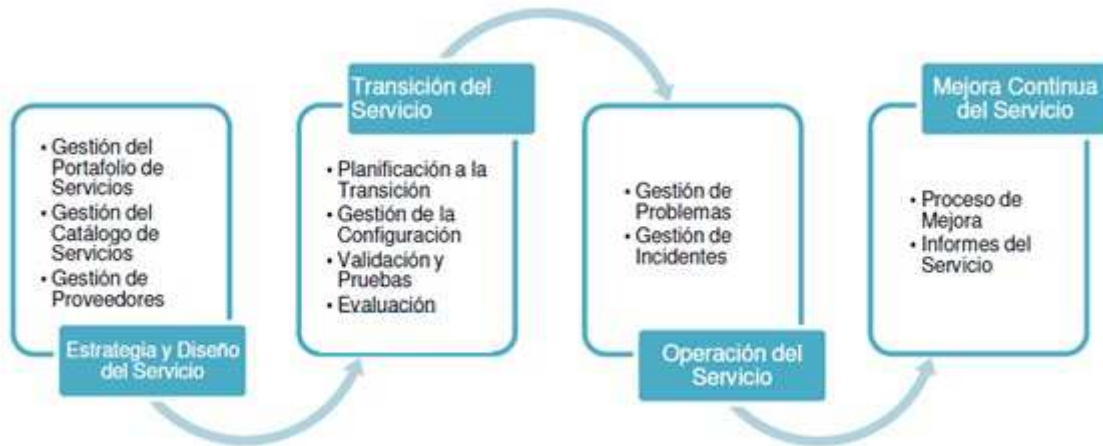 • Gestión del
Portafolio de
Servicios
• Gestión del
Catálogo de
Servicios
• Gestión de
Proveedores
Estrategia y Diseño
del Servicio
Transición del
Servicio
• Planificación a la
Transición
• Gestión de la
Configuración
• Validación y
Pruebas
• Evaluación
• Gestión de
Problemas
• Gestión de
Incidentes
Operación del
Servicio
Mejora Continua
del Servicio
• Proceso de
Mejora
• Informes del
Servicio